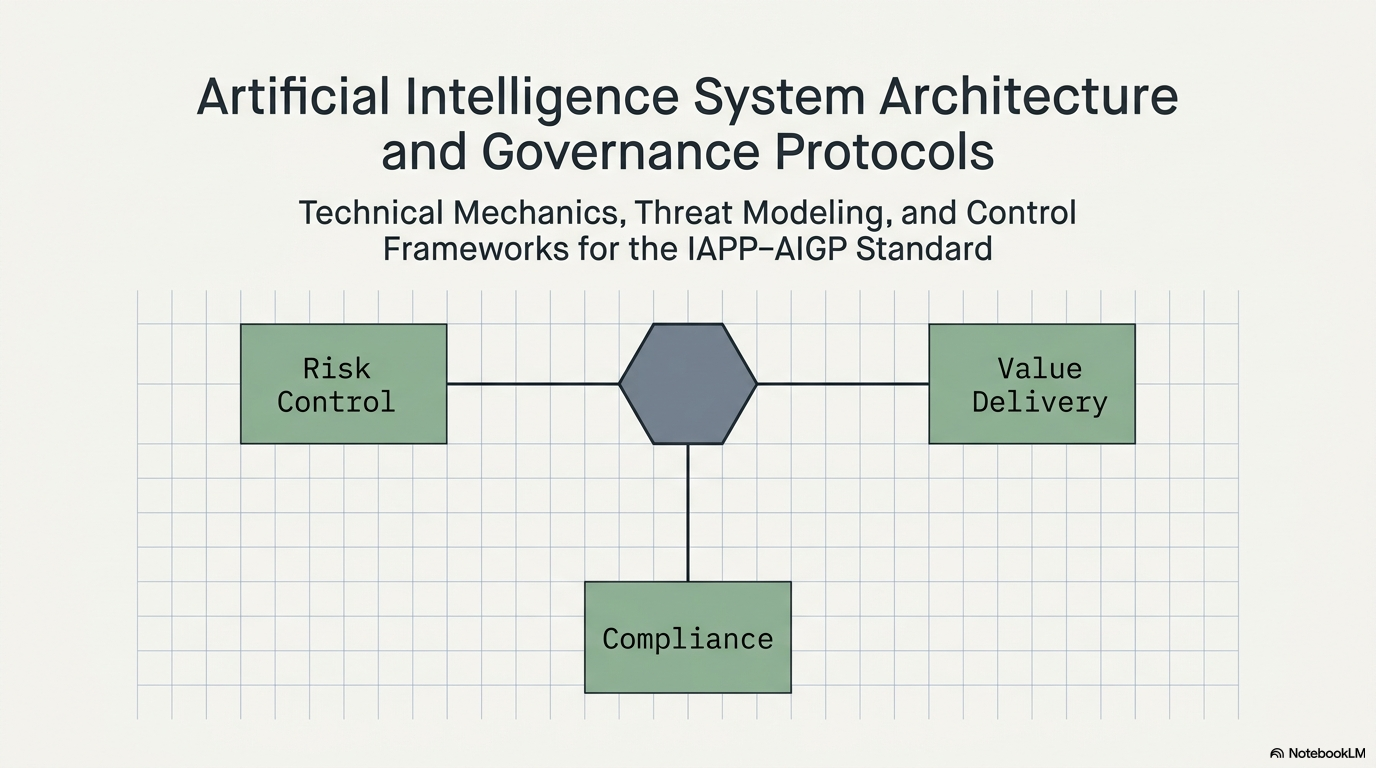 Artificial Intelligence System Architecture
and Governance Protocols
Technical Mechanics, Threat Modeling, and Control
Frameworks for the IAPP–AIGP Standard
Risk
Control
Value
Delivery
Compliance
NotebookLM